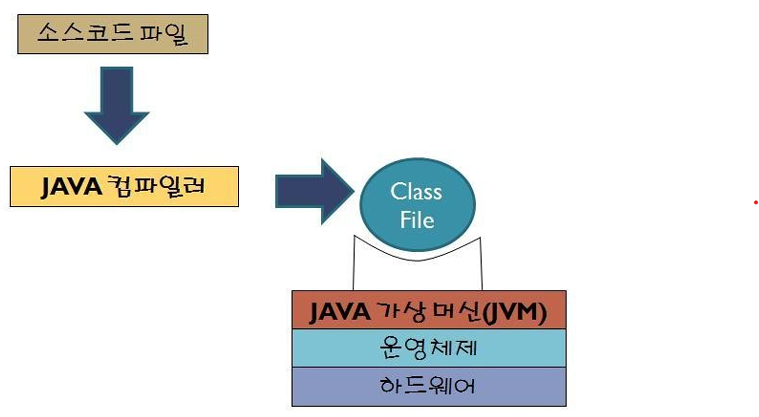 소스코드 파일
JAVA 컴파일러
Class
File
JAVA 가상 머신(JVM)
운영체제
하드웨어